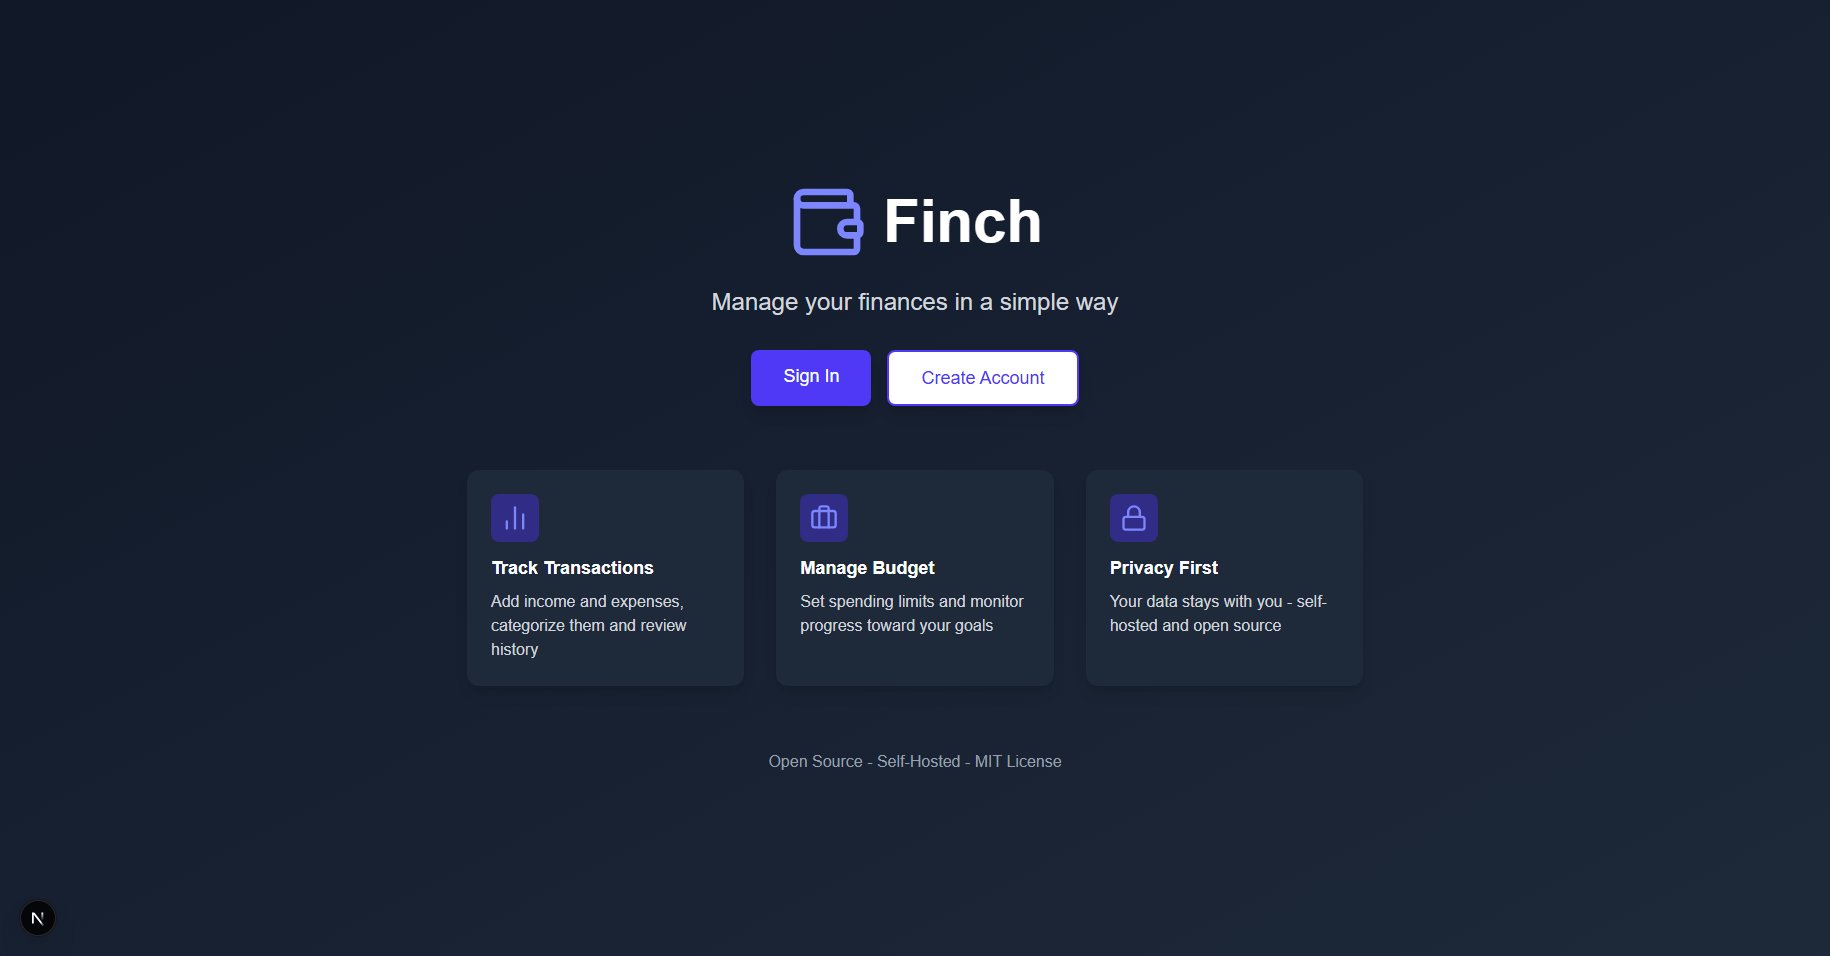 Finch
Manage your finances in a simple way
Sign In
Create Account
Track Transactions
Add income and expenses,
categorize them and review
history
Manage Budget
Set spending limits and monitor
progress toward your goals
Privacy First
Your data stays with you - self-
hosted and open source
Open Source - Self-Hosted - MIT License
N